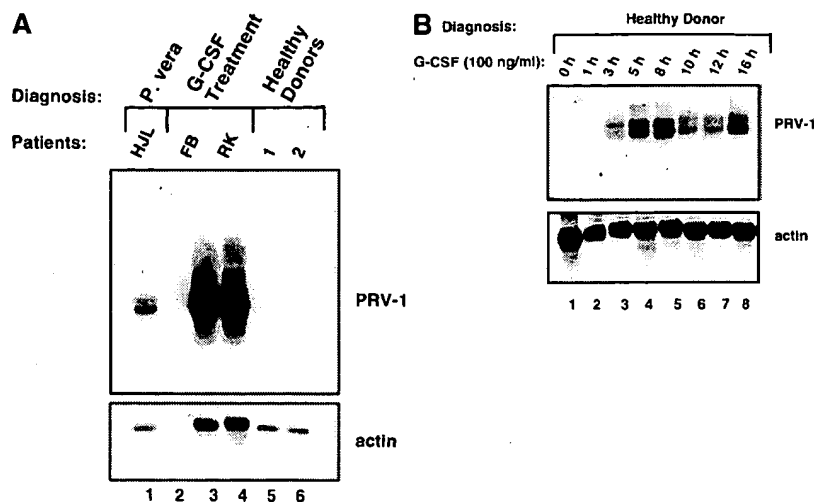 A
Diagnosis:
P. vera
G-CSF Treatment
Healthy Donors
Patients:
HJL
FB
RK
1
2
PRV-1
actin
1 2 3 4 5 6
B
Diagnosis:
Healthy Donor
G-CSF (100 ng/ml):
0 h
1 h
3 h
5 h
8 h
10 h
12 h
16 h
PRV-1
actin
1 2 3 4 5 6 7 8